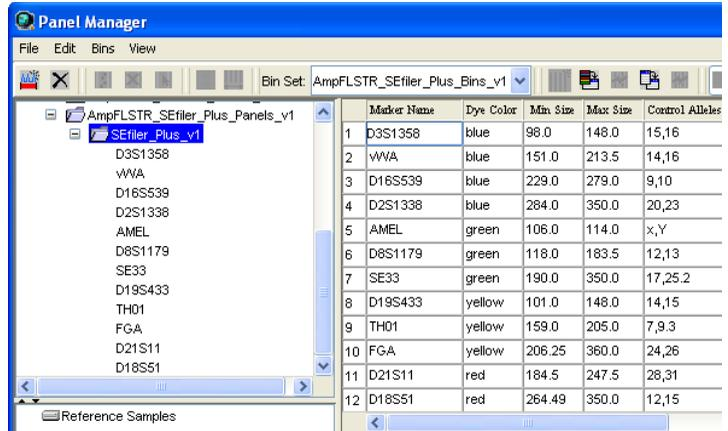 Panel Manager
File Edit Bins View
Bin Set: AmpFLSTR_SEfiler_Plus_Bins_v1
AmpFLSTR_SEfiler_Plus_Panels_v1
SEfiler_Plus_v1
D3S1358
vWA
D16S539
D2S1338
AMEL
D8S1179
SE33
D19S433
TH01
FGA
D21S11
D18S51
Reference Samples
Marker Name Dye Color Min Size Max Size Control Alleles
1 D3S1358 blue 98.0 148.0 15,16
2 vWA blue 151.0 213.5 14,16
3 D16S539 blue 229.0 279.0 9,10
4 D2S1338 blue 284.0 350.0 20,23
5 AMEL green 106.0 114.0 x,Y
6 D8S1179 green 118.0 183.5 12,13
7 SE33 green 190.0 350.0 17,25.2
8 D19S433 yellow 101.0 148.0 14,15
9 TH01 yellow 159.0 205.0 7,9.3
10 FGA yellow 206.25 360.0 24,26
11 D21S11 red 184.5 247.5 28,31
12 D18S51 red 264.49 350.0 12,15